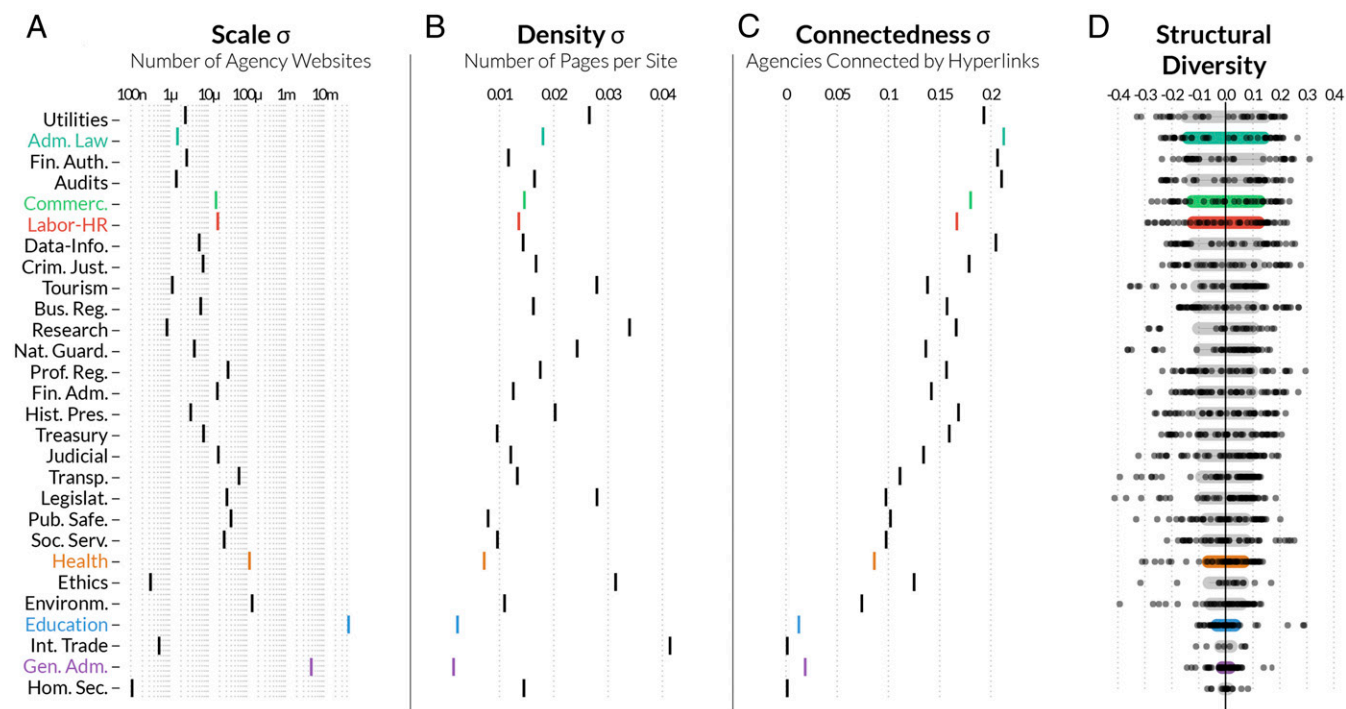 A
Scale σ
Number of Agency Websites
100n 1μ 10μ 100μ 1m 10m
B
Density σ
Number of Pages per Site
0.01 0.02 0.03 0.04
C
Connectedness σ
Agencies Connected by Hyperlinks
0 0.05 0.1 0.15 0.2
D
Structural
Diversity
-0.4 -0.3 -0.2 -0.1 0.0 0.1 0.2 0.3 0.4
Utilities
Adm. Law
Fin. Auth.
Audits
Commerc.
Labor-HR
Data-Info.
Crim. Just.
Tourism
Bus. Reg.
Research
Nat. Guard.
Prof. Reg.
Fin. Adm.
Hist. Pres.
Treasury
Judicial
Transp.
Legislat.
Pub. Safe.
Soc. Serv.
Health
Ethics
Environm.
Education
Int. Trade
Gen. Adm.
Hom. Sec.